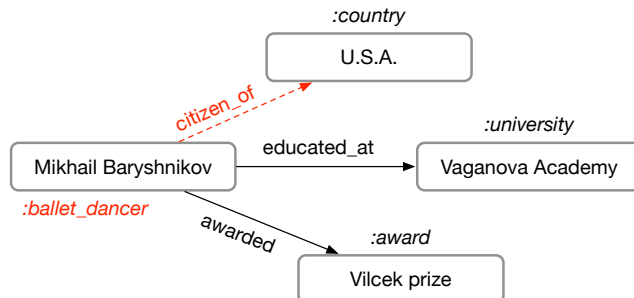 :country
U.S.A.
citizen_of
:university
educated_at
Mikhail Baryshnikov
Vaganova Academy
:ballet_dancer
awarded
:award
Vilcek prize